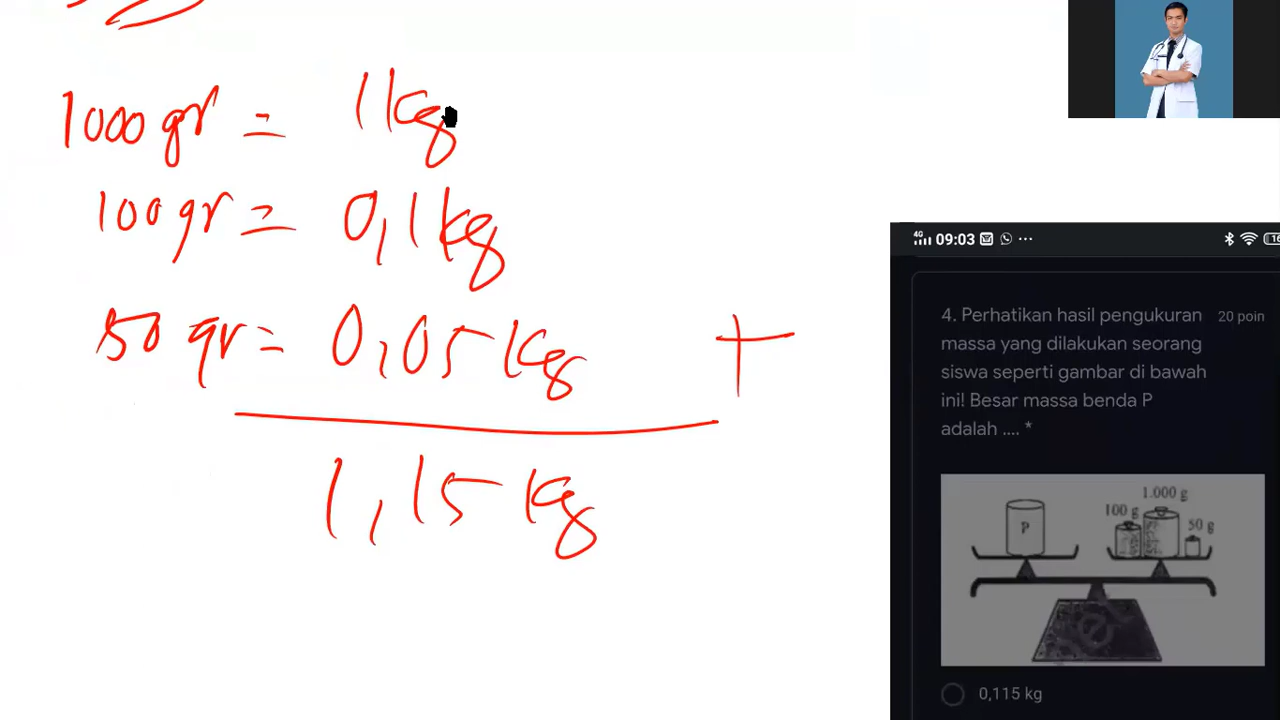 1000 gr = 1 kg
100 gr = 0,1 kg
50 gr = 0,05 kg +
1,15 kg
4G 09:03
4. Perhatikan hasil pengukuran 20 poin
massa yang dilakukan seorang
siswa seperti gambar di bawah
ini! Besar massa benda P
adalah .... *
1.000 g
100 g
50 g
P
0,115 kg